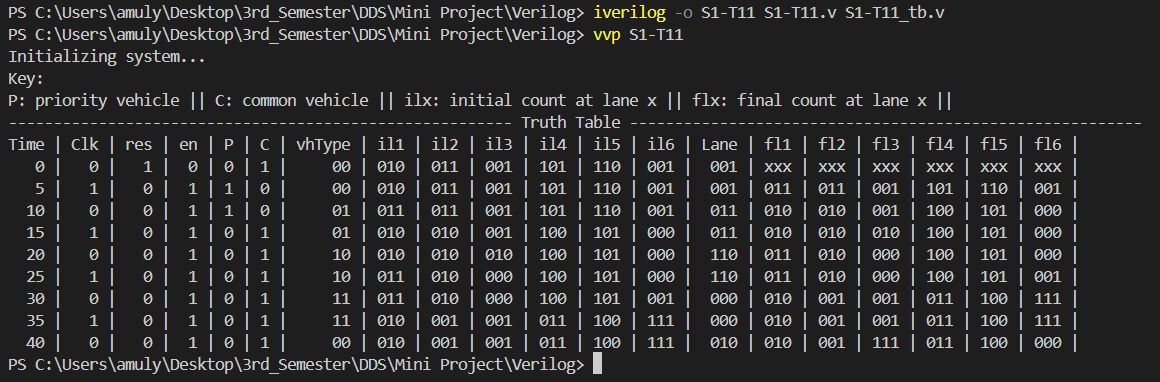 PS C:\Users\amuly\Desktop\3rd_Semester\DDS\Mini Project\Verilog> iverilog -o S1-T11 S1-T11.v S1-T11_tb.v
PS C:\Users\amuly\Desktop\3rd_Semester\DDS\Mini Project\Verilog> vvp S1-T11
Initializing system...
Key:
P: priority vehicle || C: common vehicle || ilx: initial count at lane x || flx: final count at lane x ||
------------------------------------------------------ Truth Table -------------------------------------------------------
Time | Clk | res | en | P | C | vhType | il1 | il2 | il3 | il4 | il5 | il6 | Lane | fl1 | fl2 | fl3 | fl4 | fl5 | fl6 |
0 | 0 | 1 | 0 | 0 | 1 | 00 | 010 | 011 | 001 | 101 | 110 | 001 | 001 | xxx | xxx | xxx | xxx | xxx | xxx |
5 | 1 | 0 | 1 | 1 | 0 | 00 | 010 | 011 | 001 | 101 | 110 | 001 | 001 | 011 | 011 | 001 | 101 | 110 | 001 |
10 | 0 | 0 | 1 | 1 | 0 | 01 | 011 | 011 | 001 | 101 | 110 | 001 | 011 | 010 | 010 | 001 | 100 | 101 | 000 |
15 | 1 | 0 | 1 | 0 | 1 | 01 | 010 | 010 | 001 | 100 | 101 | 000 | 011 | 010 | 010 | 010 | 100 | 101 | 000 |
20 | 0 | 0 | 1 | 0 | 1 | 10 | 010 | 010 | 010 | 100 | 101 | 000 | 110 | 011 | 010 | 000 | 100 | 101 | 000 |
25 | 1 | 0 | 1 | 0 | 1 | 10 | 011 | 010 | 000 | 100 | 101 | 000 | 110 | 011 | 010 | 000 | 100 | 101 | 001 |
30 | 0 | 0 | 1 | 0 | 1 | 11 | 011 | 010 | 000 | 100 | 101 | 001 | 000 | 010 | 001 | 001 | 011 | 100 | 111 |
35 | 1 | 0 | 1 | 0 | 1 | 11 | 010 | 001 | 001 | 011 | 100 | 111 | 000 | 010 | 001 | 001 | 011 | 100 | 111 |
40 | 0 | 0 | 1 | 0 | 1 | 00 | 010 | 001 | 001 | 011 | 100 | 111 | 010 | 010 | 001 | 111 | 011 | 100 | 000 |
PS C:\Users\amuly\Desktop\3rd_Semester\DDS\Mini Project\Verilog>